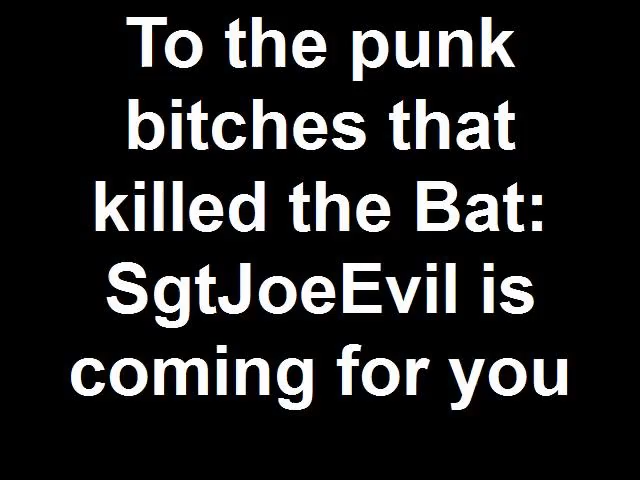 To the punk
bitches that
killed the Bat:
SgtJoeEvil is
coming for you